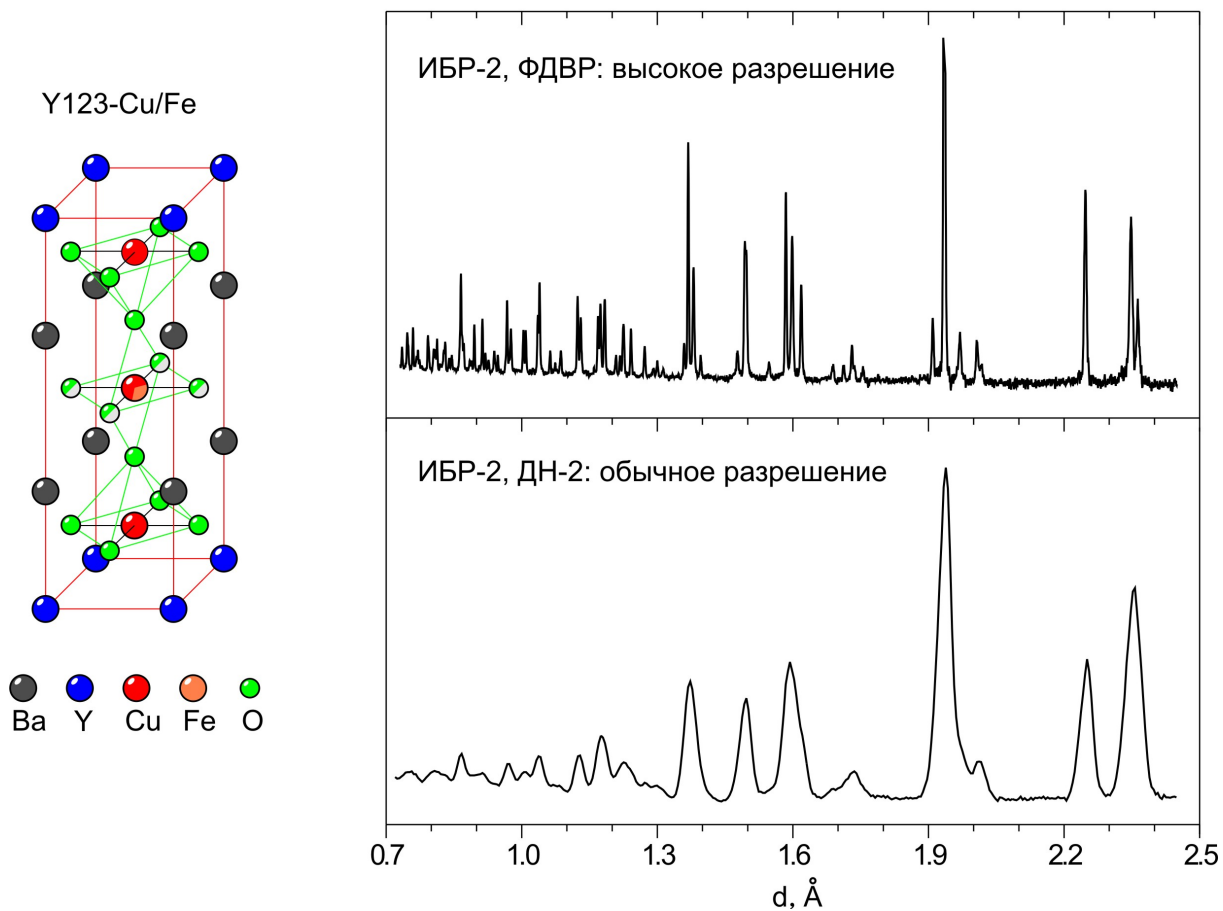 Y123-Cu/Fe
Ba Y Cu Fe O
ИБР-2, ФДВР: высокое разрешение
ИБР-2, ДН-2: обычное разрешение
0.7 1.0 1.3 1.6 1.9 2.2 2.5
d, Å